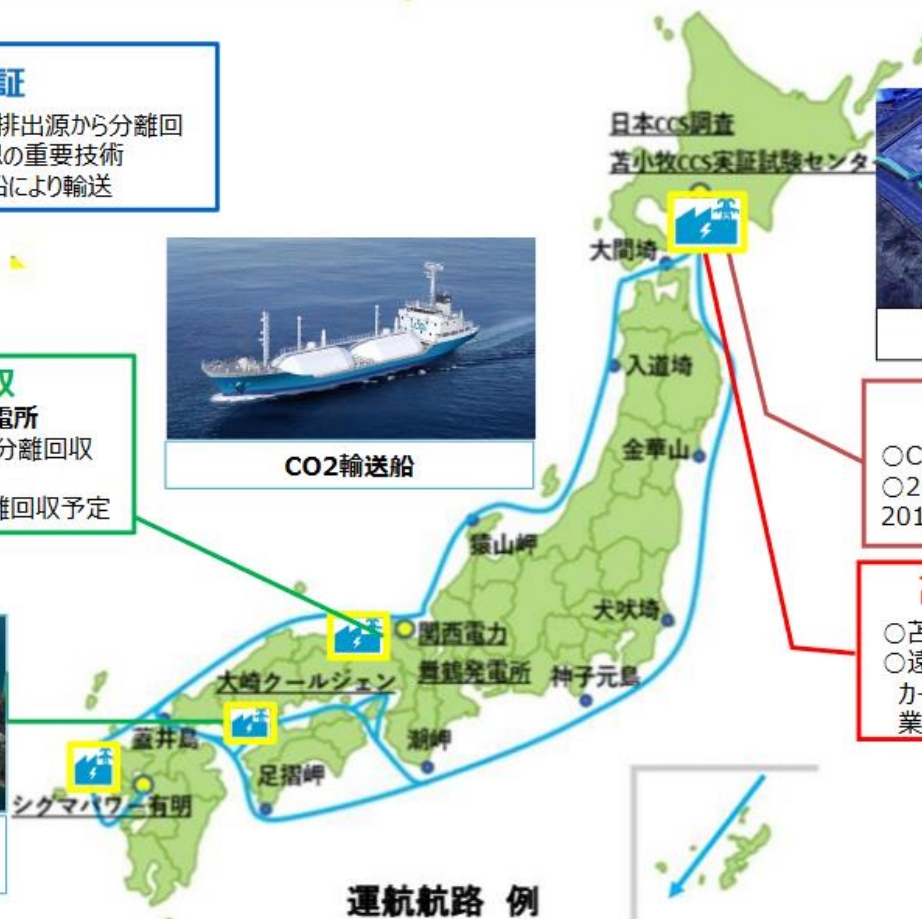 証
排出源から分離回
の重要技術
船により輸送
日本CCS調査
苫小牧CCS実証試験センタ
大間埼
CO2輸送船
入道埼
金華山
収
電所
分離回収
離回収予定
猿山岬
犬吠埼
関西電力
舞鶴発電所
神子元島
大崎クールジェン
蓋井島
潮岬
足摺岬
シグマパワー有明
○C
○2
201
○苫
○遠
カー
業
運航航路 例